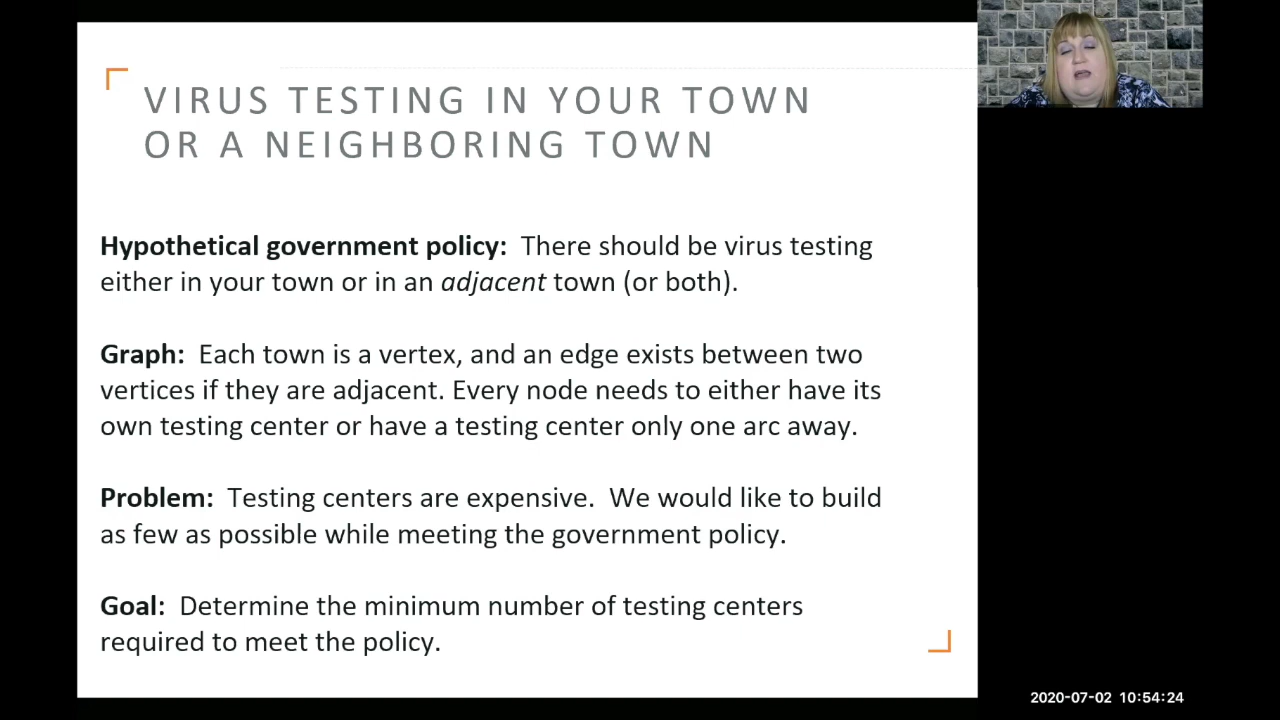 VIRUS TESTING IN YOUR TOWN
OR A NEIGHBORING TOWN
Hypothetical government policy: There should be virus testing
either in your town or in an adjacent town (or both).
Graph: Each town is a vertex, and an edge exists between two
vertices if they are adjacent. Every node needs to either have its
own testing center or have a testing center only one arc away.
Problem: Testing centers are expensive. We would like to build
as few as possible while meeting the government policy.
Goal: Determine the minimum number of testing centers
required to meet the policy.
2020-07-02 10:54:24